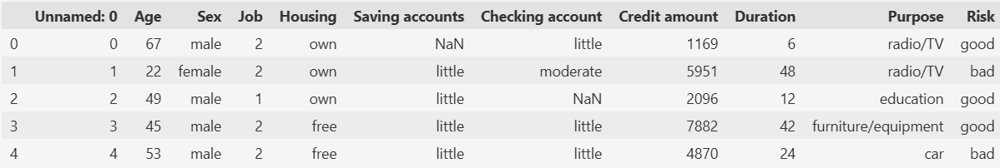 Unnamed: 0 Age Sex Job Housing Saving accounts Checking account Credit amount Duration Purpose Risk
0 0 67 male 2 own NaN little 1169 6 radio/TV good
1 1 22 female 2 own little moderate 5951 48 radio/TV bad
2 2 49 male 1 own little NaN 2096 12 education good
3 3 45 male 2 free little little 7882 42 furniture/equipment good
4 4 53 male 2 free little little 4870 24 car bad